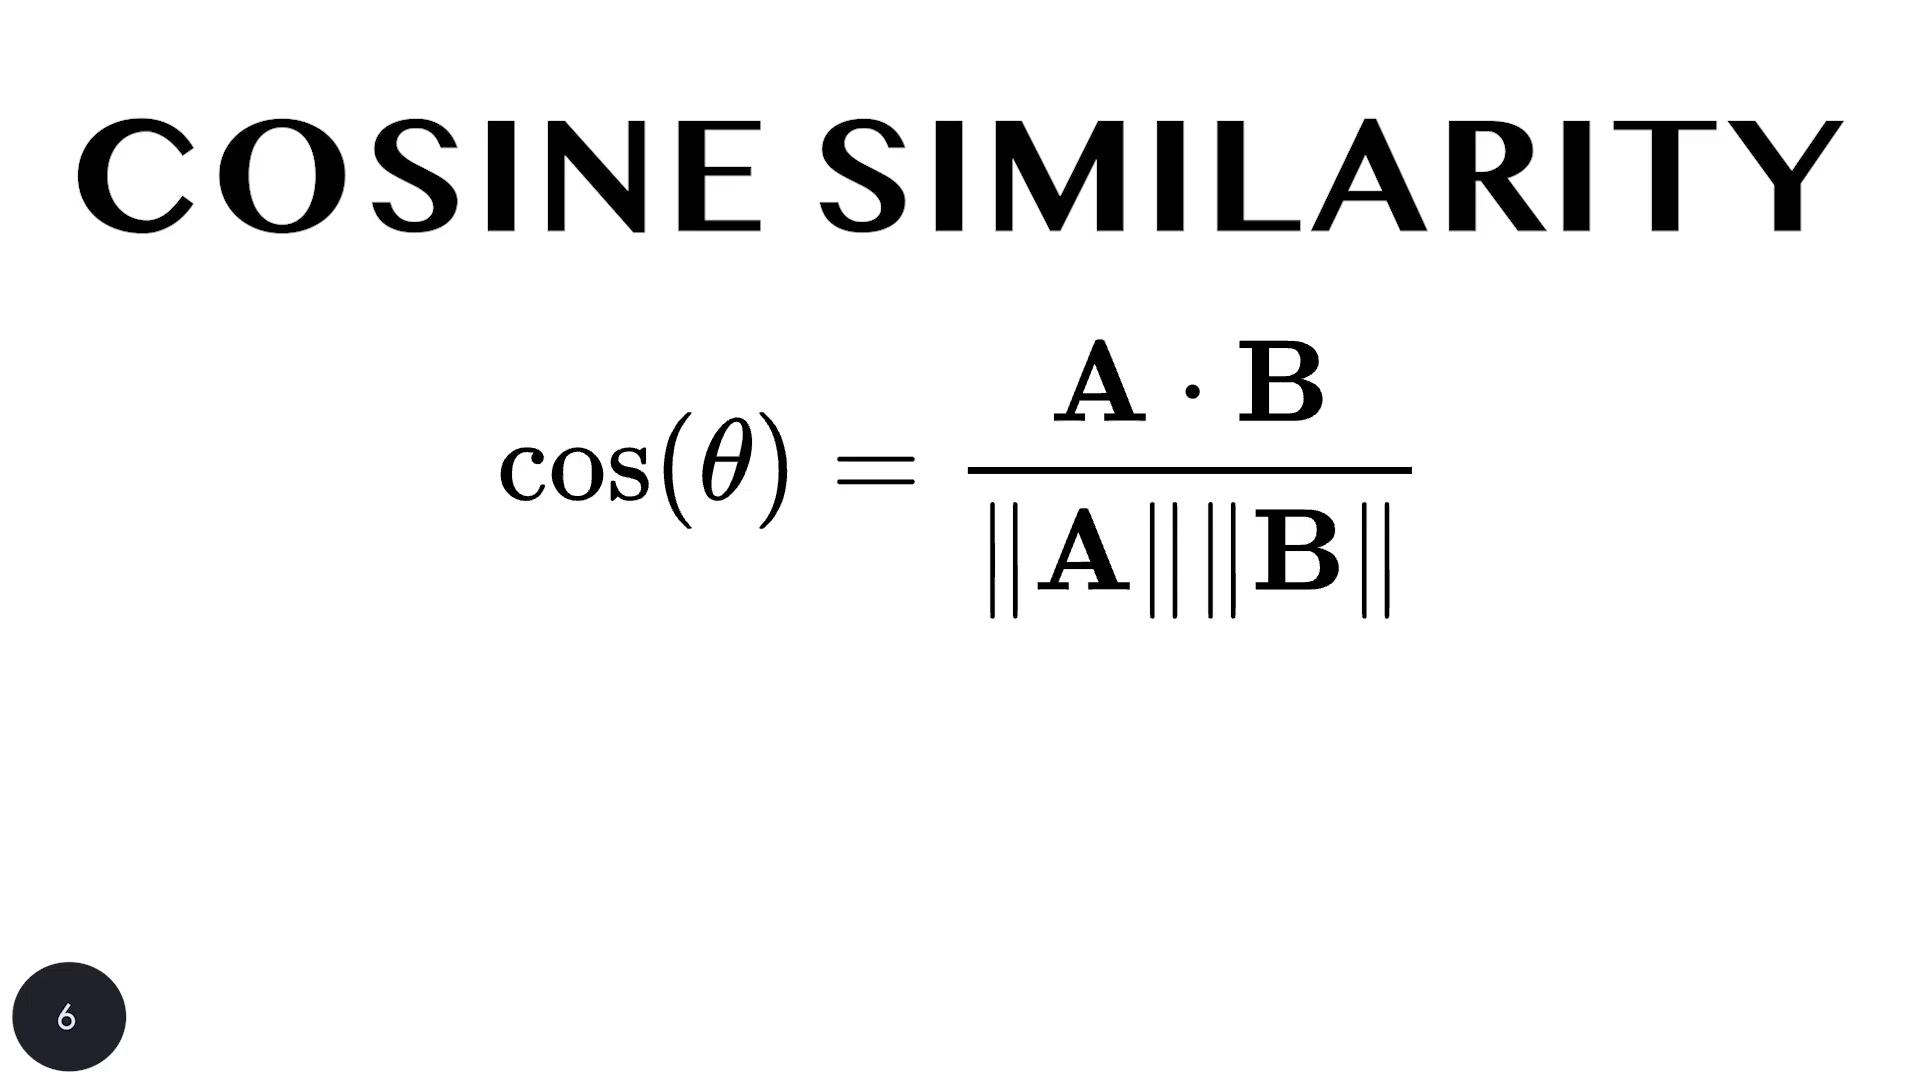 COSINE SIMILARITY
cos(θ) = A · B / ‖A‖ ‖B‖
6